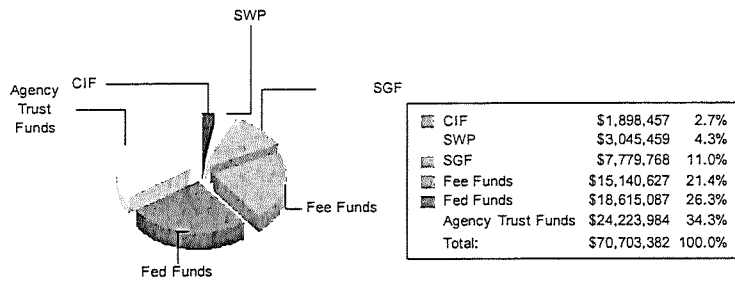 SWP
CIF
SGF
Agency
Trust
Funds
Fee Funds
Fed Funds
CIF $1,898,457 2.7%
SWP $3,045,459 4.3%
SGF $7,779,768 11.0%
Fee Funds $15,140,627 21.4%
Fed Funds $18,615,087 26.3%
Agency Trust Funds $24,223,984 34.3%
Total: $70,703,382 100.0%